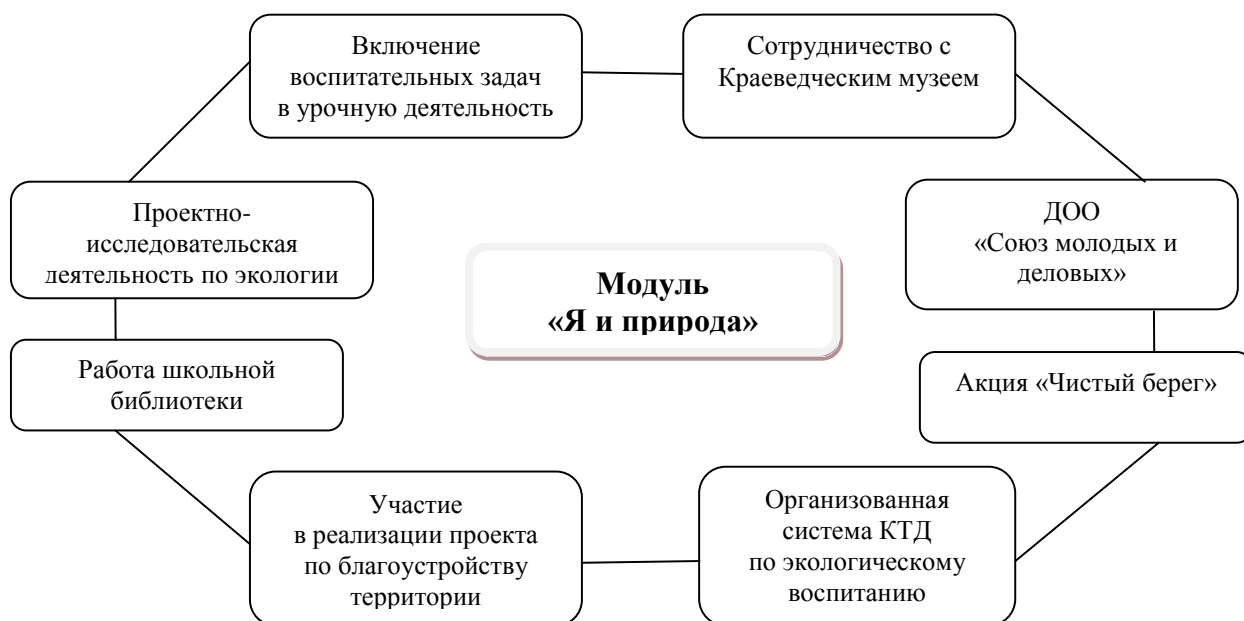 Включение
воспитательных задач
в урочную деятельность
Сотрудничество с
Краеведческим музеем
Проектно-
исследовательская
деятельность по экологии
ДОО
«Союз молодых и
деловых»
Модуль
«Я и природа»
Работа школьной
библиотеки
Акция «Чистый берег»
Участие
в реализации проекта
по благоустройству
территории
Организованная
система КТД
по экологическому
воспитанию